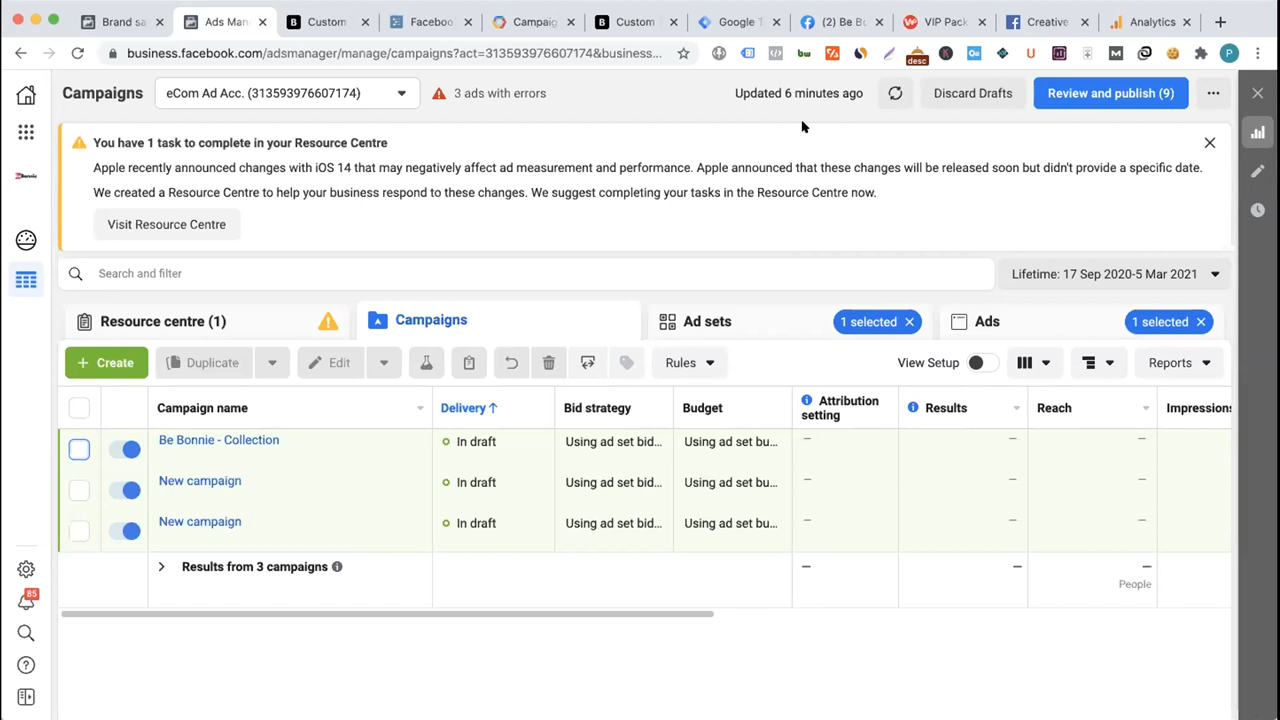 Brand sa
Ads Mana
Custom
Faceboo
Campaig
Custom
Google T
(2) Be Bo
VIP Pack
Creative
Analytics
business.facebook.com/adsmanager/manage/campaigns?act=313593976607174&business...
desc
Campaigns
eCom Ad Acc. (313593976607174)
3 ads with errors
Updated 6 minutes ago
Discard Drafts
Review and publish (9)
You have 1 task to complete in your Resource Centre
Apple recently announced changes with iOS 14 that may negatively affect ad measurement and performance. Apple announced that these changes will be released soon but didn't provide a specific date.
We created a Resource Centre to help your business respond to these changes. We suggest completing your tasks in the Resource Centre now.
Visit Resource Centre
Search and filter
Lifetime: 17 Sep 2020-5 Mar 2021
Resource centre (1)
Campaigns
Ad sets
1 selected
Ads
1 selected
+ Create
Duplicate
Edit
Rules
View Setup
Reports
Campaign name
Delivery ↑
Bid strategy
Budget
Attribution
setting
Results
Reach
Impressions
Be Bonnie - Collection
In draft
Using ad set bid...
Using ad set bu...
—
—
—
New campaign
In draft
Using ad set bid...
Using ad set bu...
—
—
—
New campaign
In draft
Using ad set bid...
Using ad set bu...
—
—
—
Results from 3 campaigns
—
—
—
People
85